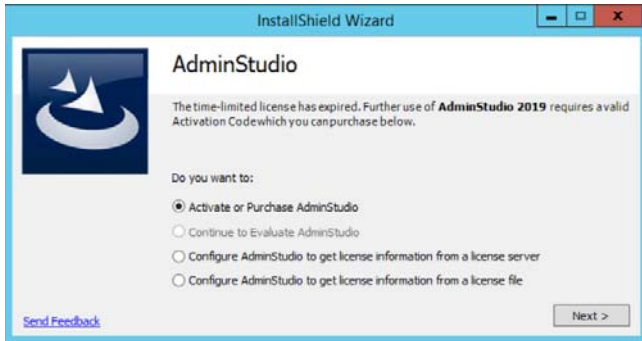 InstallShield Wizard
AdminStudio
The time-limited license has expired. Further use of AdminStudio 2019 requires a valid
Activation Codewhich you can purchase below.
Do you want to:
Activate or Purchase AdminStudio
Continue to Evaluate AdminStudio
Configure AdminStudio to get license information from a license server
Configure AdminStudio to get license information from a license file
Send Feedback
Next >